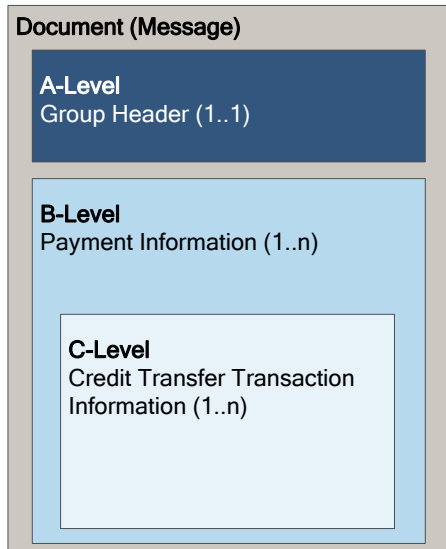 Document (Message)
A-Level
Group Header (1..1)
B-Level
Payment Information (1..n)
C-Level
Credit Transfer Transaction
Information (1..n)